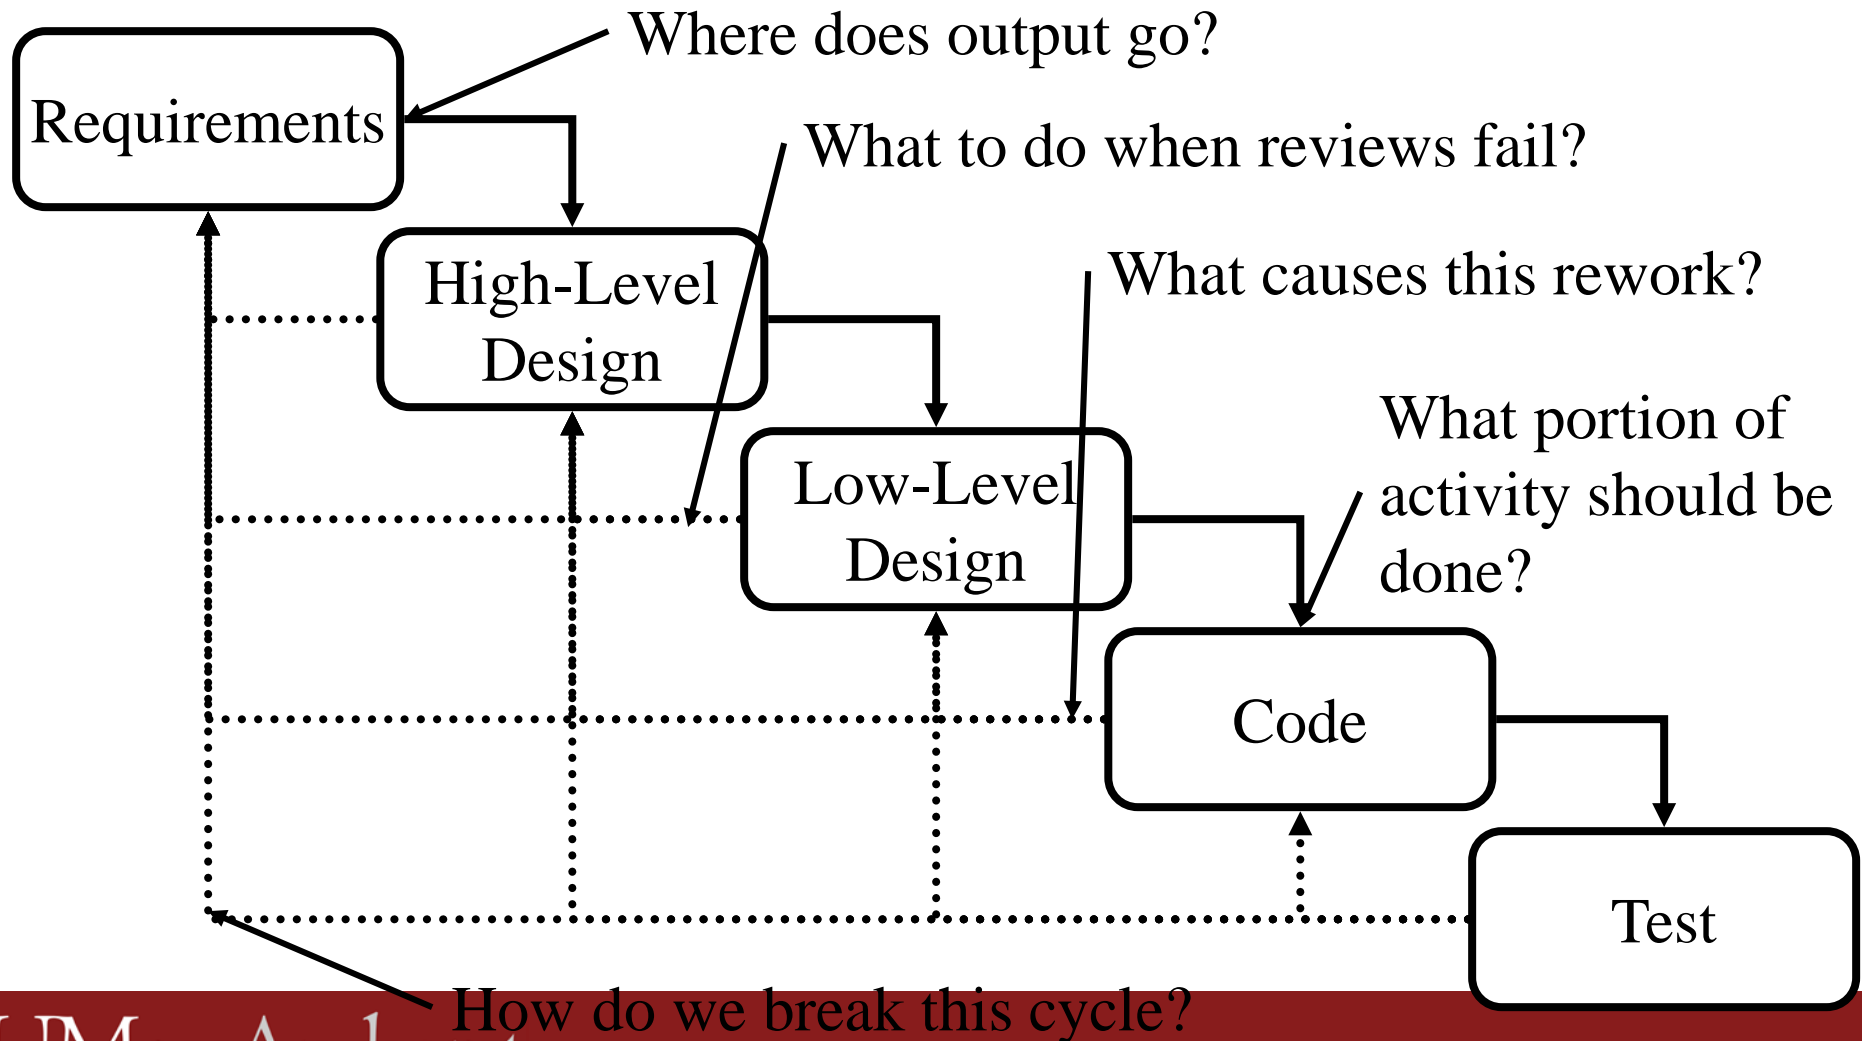 Where does output go?
Requirements
What to do when reviews fail?
High-Level
Design
What causes this rework?
What portion of
activity should be
done?
Low-Level
Design
Code
Test
How do we break this cycle?